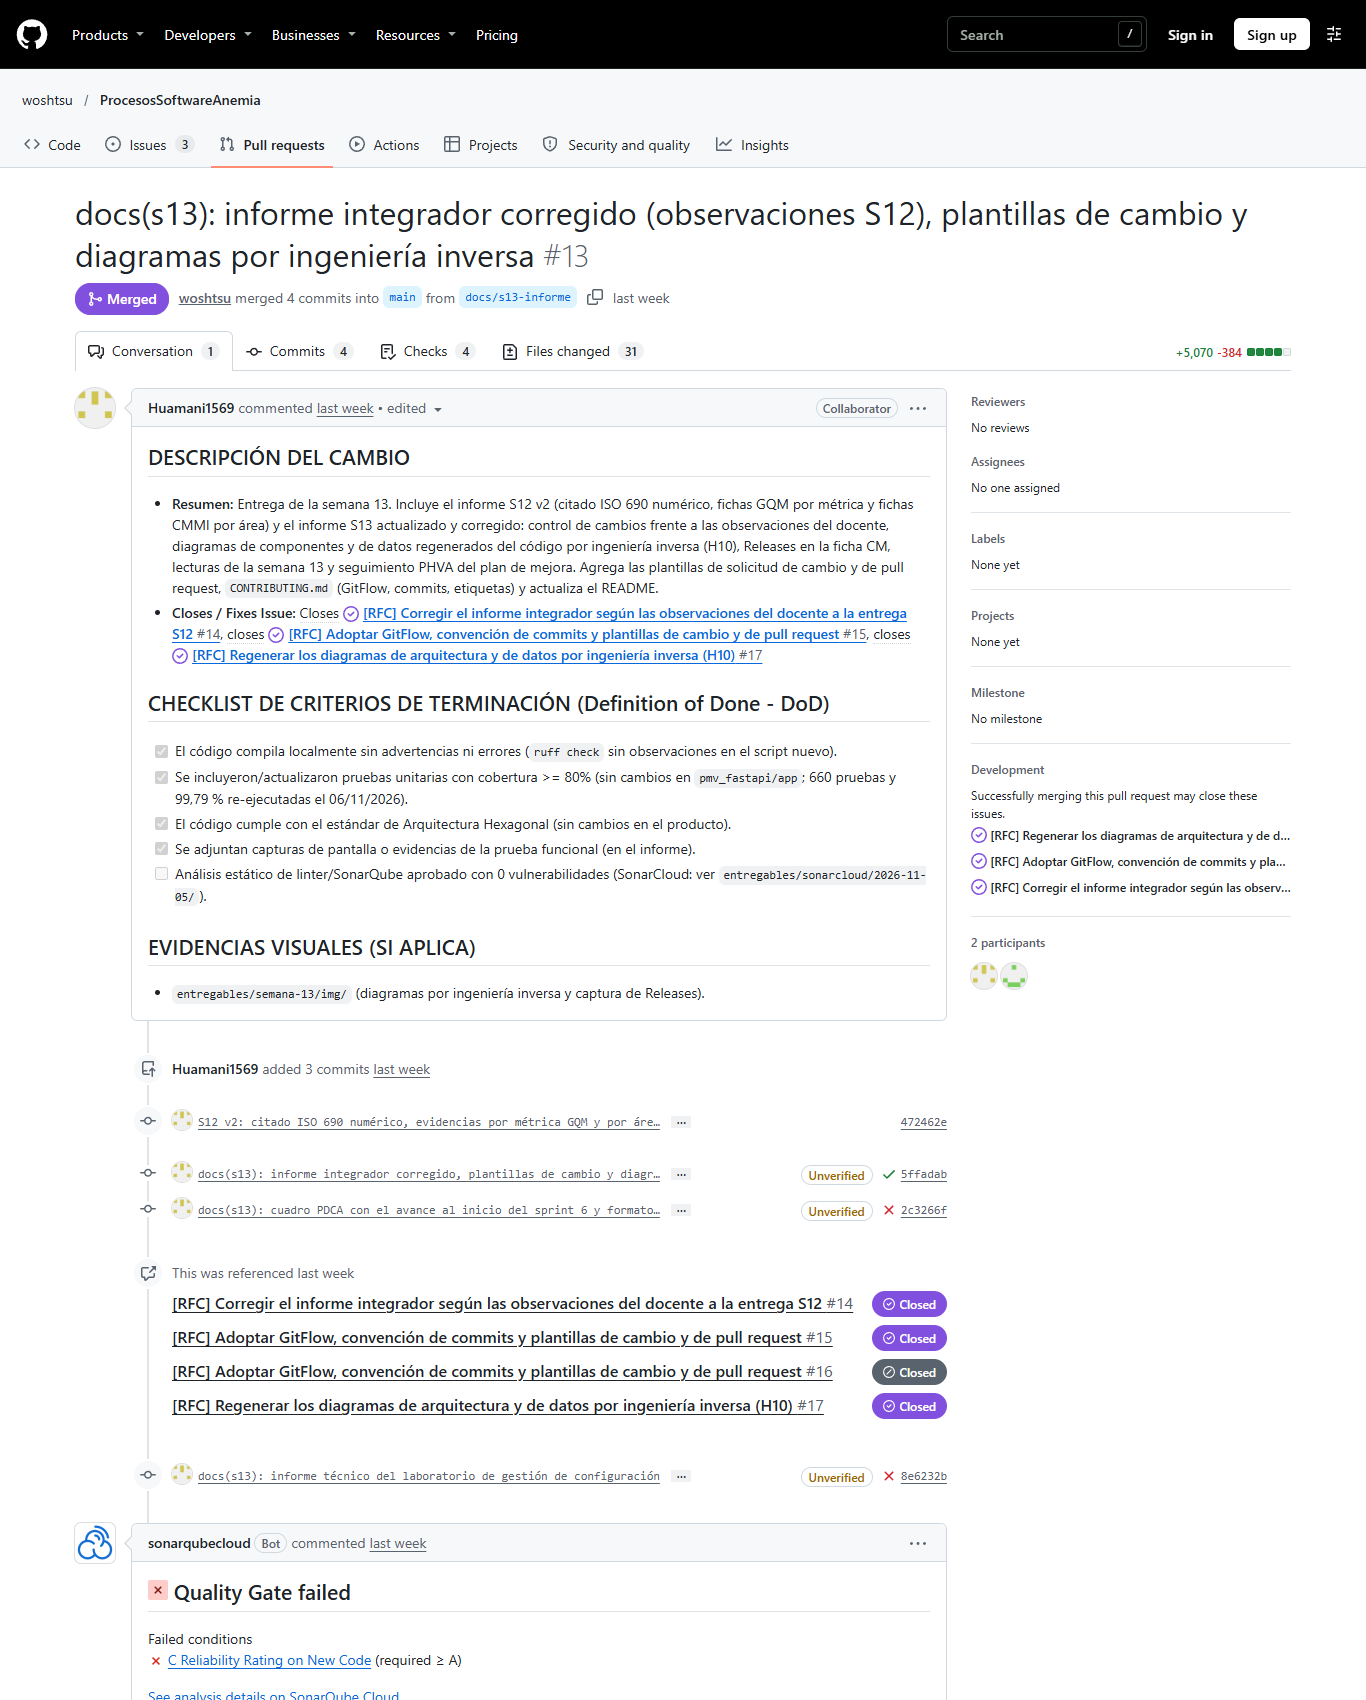 Products
Developers
Businesses
Resources
Pricing
Search
/
Sign in
Sign up
woshtsu / ProcesosSoftwareAnemia
Code
Issues 3
Pull requests
Actions
Projects
Security and quality
Insights
docs(s13): informe integrador corregido (observaciones S12), plantillas de cambio y
diagramas por ingeniería inversa #13
Merged
woshtsu merged 4 commits into main from docs/s13-informe last week
Conversation 1
Commits 4
Checks 4
Files changed 31
+5,070 -384
Huamani1569 commented last week • edited
Collaborator
DESCRIPCIÓN DEL CAMBIO
• Resumen: Entrega de la semana 13. Incluye el informe S12 v2 (citado ISO 690 numérico, fichas GQM por métrica y fichas
CMMI por área) y el informe S13 actualizado y corregido: control de cambios frente a las observaciones del docente,
diagramas de componentes y de datos regenerados del código por ingeniería inversa (H10), Releases en la ficha CM,
lecturas de la semana 13 y seguimiento PHVA del plan de mejora. Agrega las plantillas de solicitud de cambio y de pull
request, CONTRIBUTING.md (GitFlow, commits, etiquetas) y actualiza el README.
• Closes / Fixes Issue: Closes [RFC] Corregir el informe integrador según las observaciones del docente a la entrega
S12 #14, closes [RFC] Adoptar GitFlow, convención de commits y plantillas de cambio y de pull request #15, closes
[RFC] Regenerar los diagramas de arquitectura y de datos por ingeniería inversa (H10) #17
CHECKLIST DE CRITERIOS DE TERMINACIÓN (Definition of Done - DoD)
El código compila localmente sin advertencias ni errores ( ruff check sin observaciones en el script nuevo).
Se incluyeron/actualizaron pruebas unitarias con cobertura >= 80% (sin cambios en pmv_fastapi/app ; 660 pruebas y
99,79 % re-ejecutadas el 06/11/2026).
El código cumple con el estándar de Arquitectura Hexagonal (sin cambios en el producto).
Se adjuntan capturas de pantalla o evidencias de la prueba funcional (en el informe).
Análisis estático de linter/SonarQube aprobado con 0 vulnerabilidades (SonarCloud: ver entregables/sonarcloud/2026-11-
05/ ).
EVIDENCIAS VISUALES (SI APLICA)
• entregables/semana-13/img/ (diagramas por ingeniería inversa y captura de Releases).
Reviewers
No reviews
Assignees
No one assigned
Labels
None yet
Projects
None yet
Milestone
No milestone
Development
Successfully merging this pull request may close these
issues.
[RFC] Regenerar los diagramas de arquitectura y de d...
[RFC] Adoptar GitFlow, convención de commits y pla...
[RFC] Corregir el informe integrador según las observ...
2 participants
Huamani1569 added 3 commits last week
S12 v2: citado ISO 690 numérico, evidencias por métrica GQM y por áre… ... 472462e
docs(s13): informe integrador corregido, plantillas de cambio y diagr… ... Unverified 5ffadab
docs(s13): cuadro PDCA con el avance al inicio del sprint 6 y formato… ... Unverified 2c3266f
This was referenced last week
[RFC] Corregir el informe integrador según las observaciones del docente a la entrega S12 #14 Closed
[RFC] Adoptar GitFlow, convención de commits y plantillas de cambio y de pull request #15 Closed
[RFC] Adoptar GitFlow, convención de commits y plantillas de cambio y de pull request #16 Closed
[RFC] Regenerar los diagramas de arquitectura y de datos por ingeniería inversa (H10) #17 Closed
docs(s13): informe técnico del laboratorio de gestión de configuración ... Unverified 8e6232b
sonarqubecloud Bot commented last week
Quality Gate failed
Failed conditions
C Reliability Rating on New Code (required ≥ A)
See analysis details on SonarQube Cloud